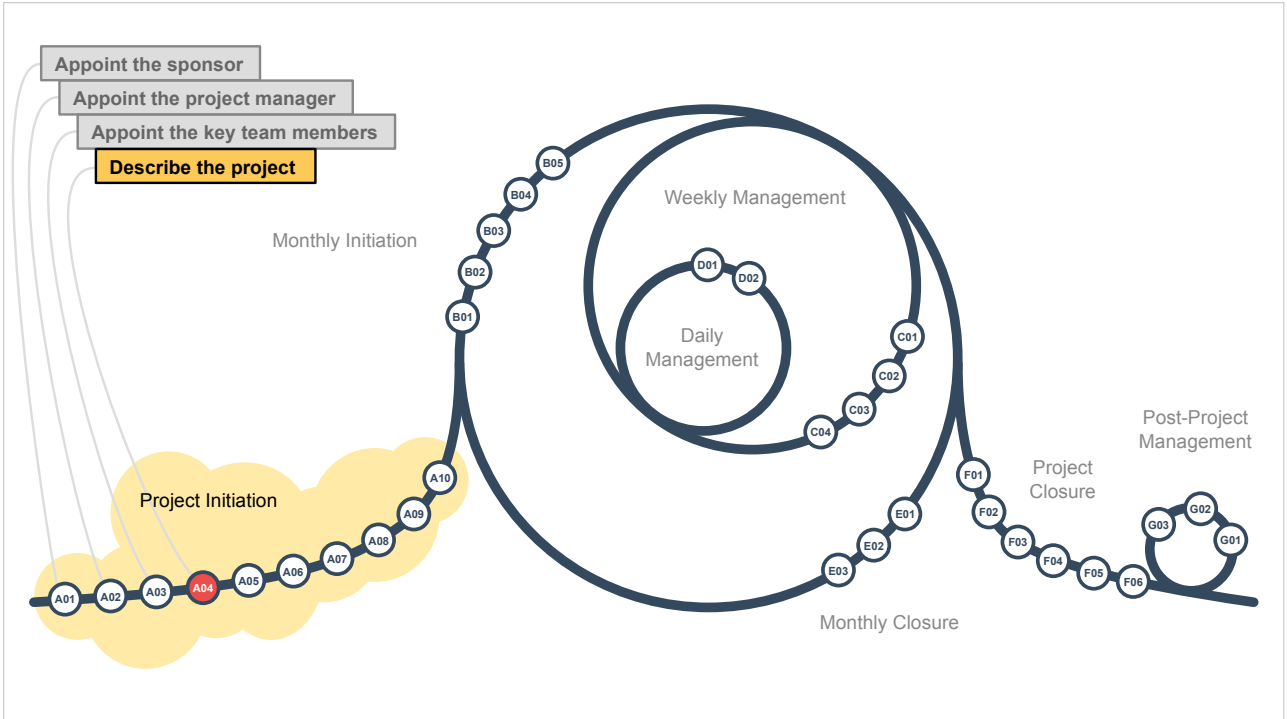 Appoint the sponsor
Appoint the project manager
Appoint the key team members
Describe the project
Monthly Initiation
Weekly Management
Daily
Management
Project Initiation
Post-Project
Management
Project
Closure
Monthly Closure
A01
A02
A03
A04
A05
A06
A07
A08
A09
A10
B01
B02
B03
B04
B05
D01
D02
C01
C02
C03
C04
E01
E02
E03
F01
F02
F03
F04
F05
F06
G01
G02
G03